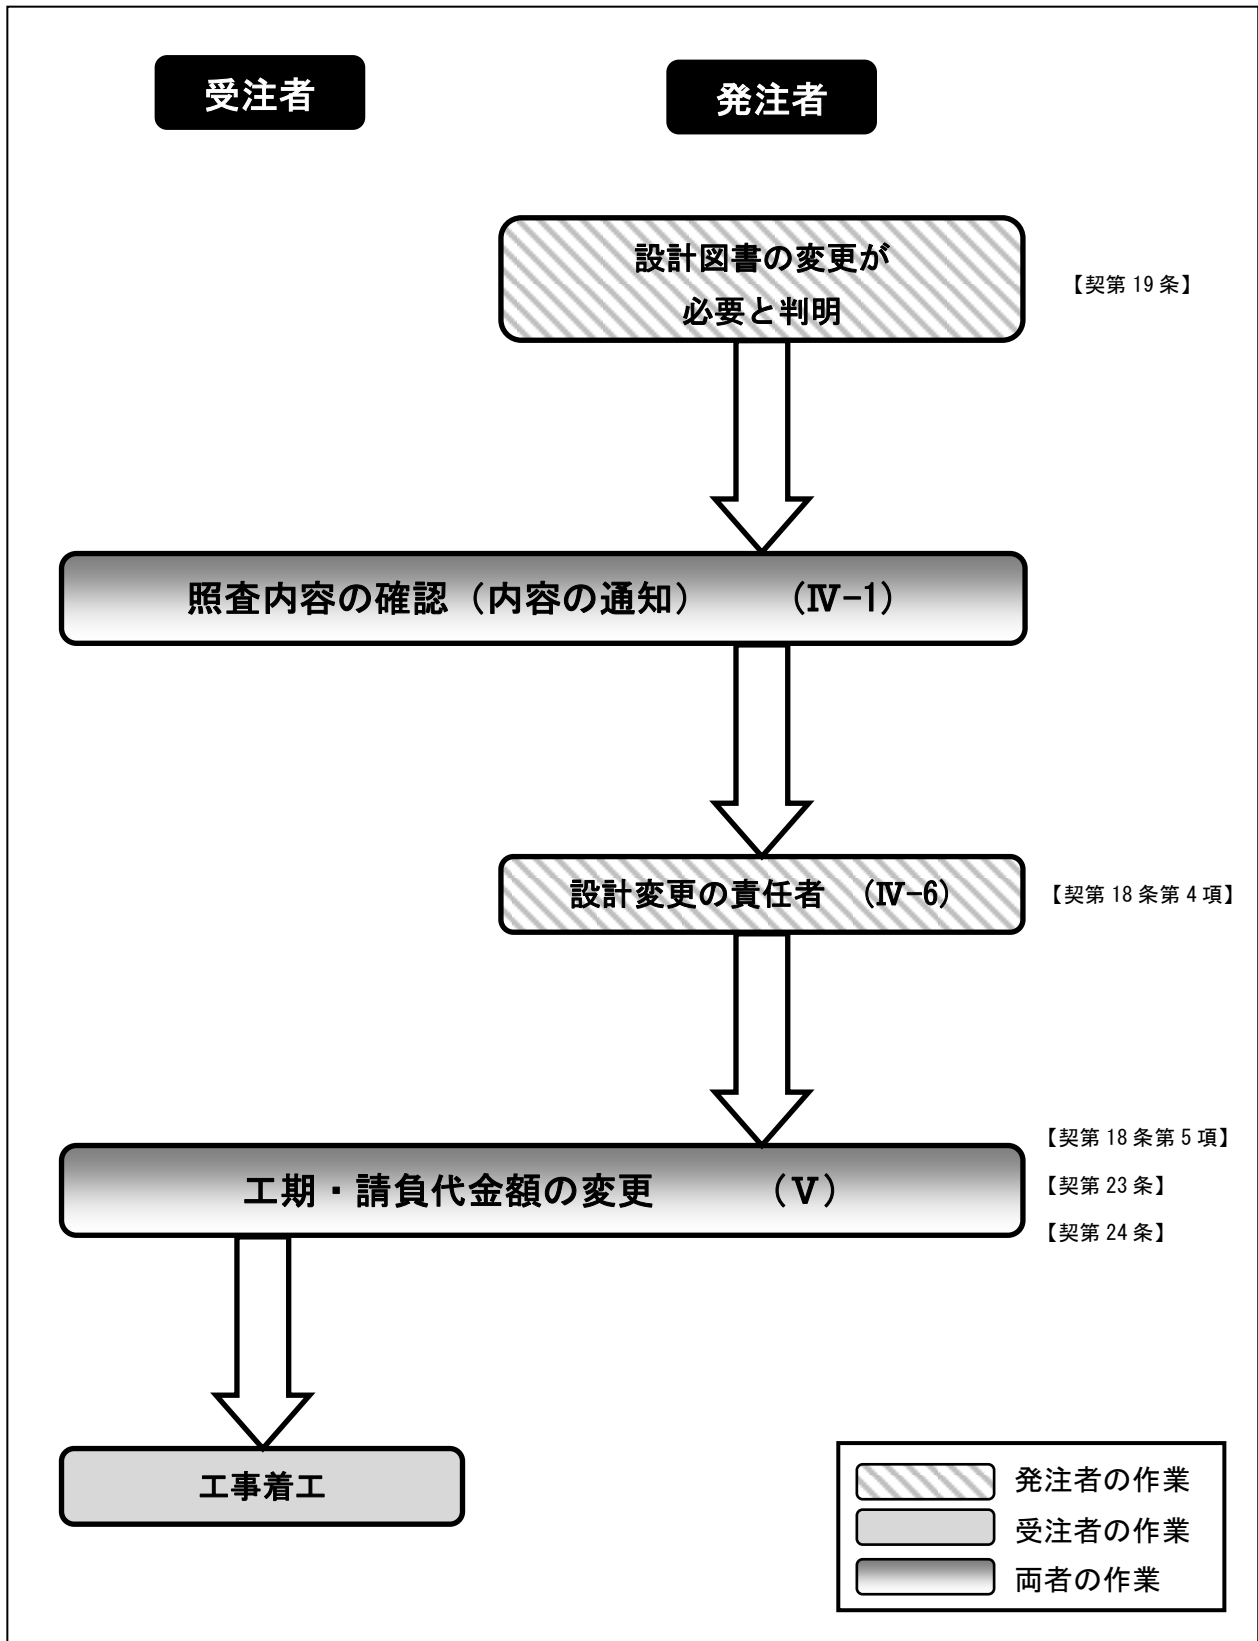 受注者
発注者
設計図書の変更が
必要と判明
【契第 19 条】
照査内容の確認（内容の通知） （Ⅳ-1）
設計変更の責任者 （Ⅳ-6）
【契第 18 条第 4 項】
工期・請負代金額の変更 （Ⅴ）
【契第 18 条第 5 項】
【契第 23 条】
【契第 24 条】
工事着工
発注者の作業
受注者の作業
両者の作業